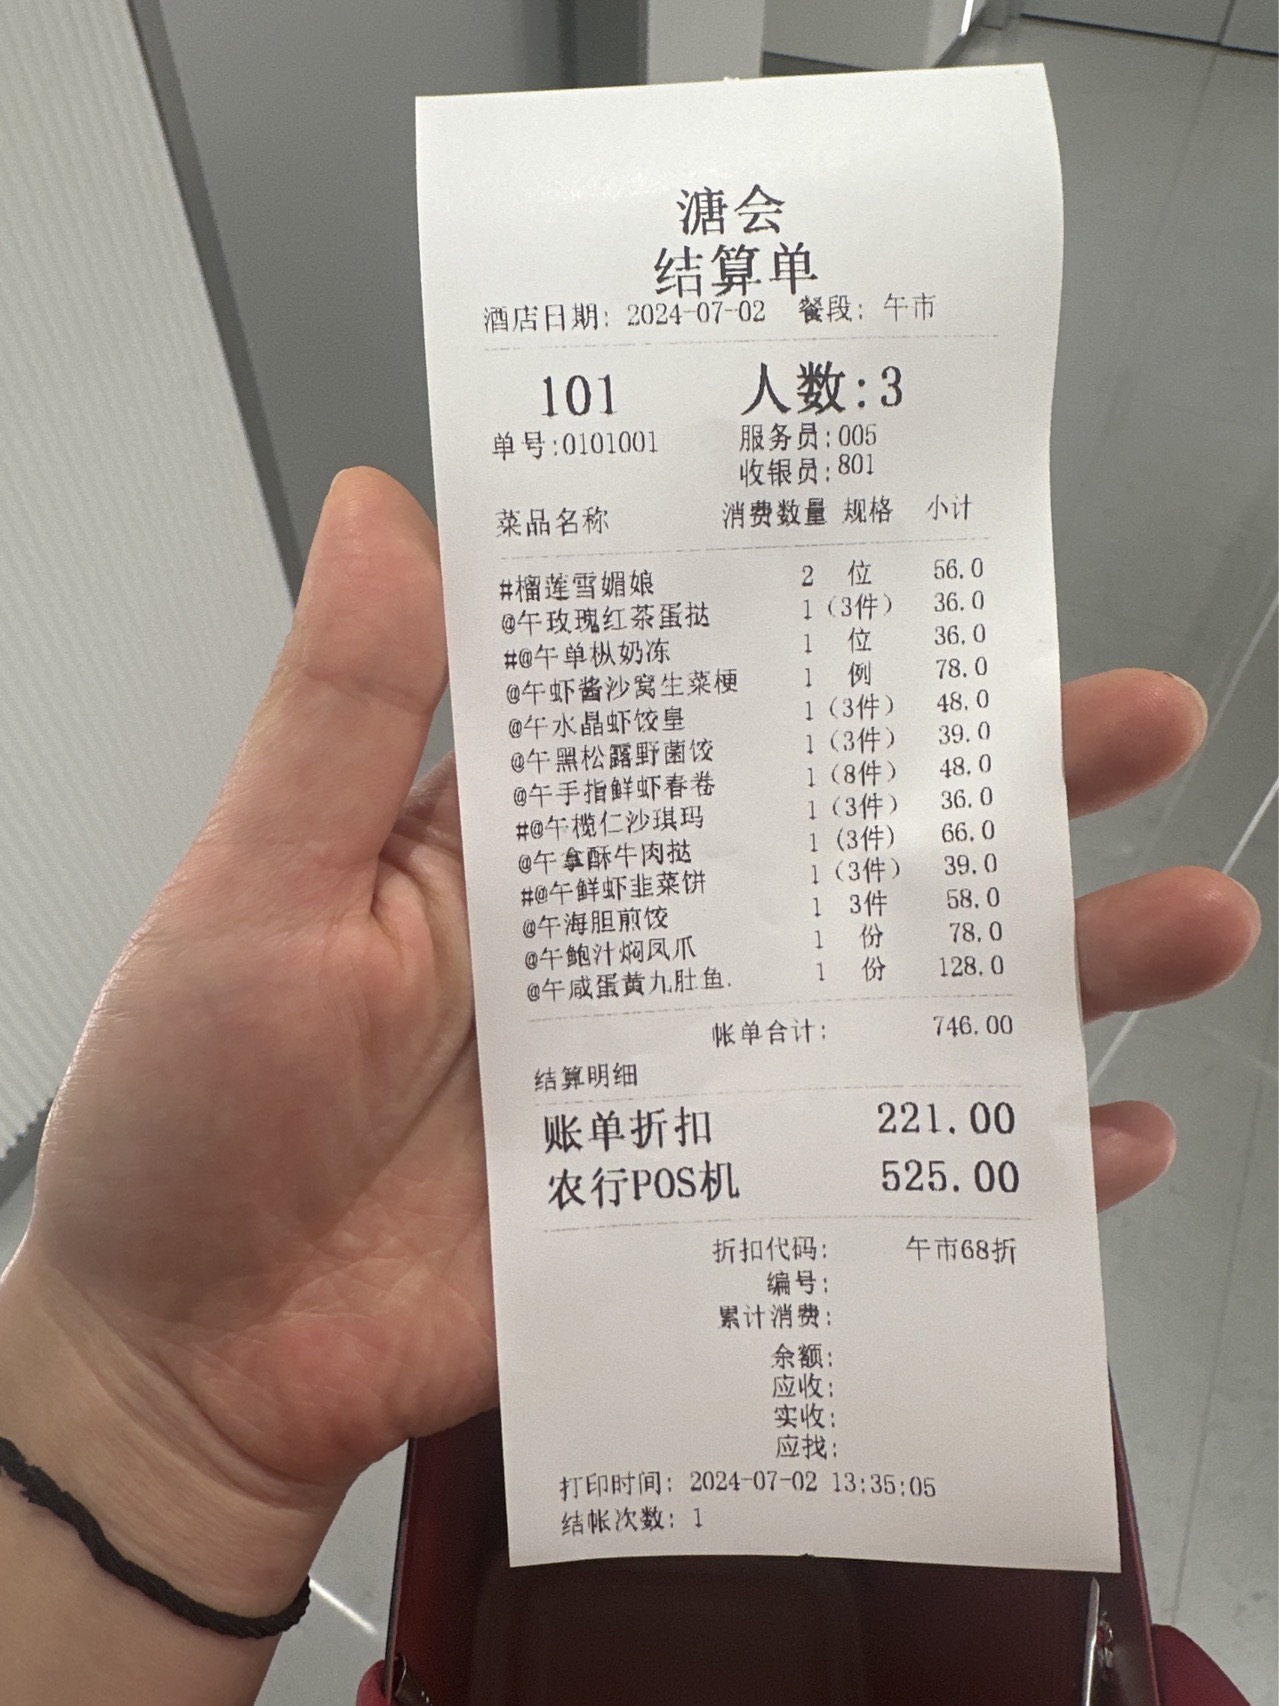 溏会
结算单
酒店日期: 2024-07-02 餐段: 午市
101 人数:3
单号:0101001 服务员:005
收银员:801
菜品名称 消费数量 规格 小计
#榴莲雪媚娘 2 位 56.0
@午玫瑰红茶蛋挞 1 (3件) 36.0
#@午单枞奶冻 1 位 36.0
@午虾酱沙窝生菜梗 1 例 78.0
@午水晶虾饺皇 1 (3件) 48.0
@午黑松露野菌饺 1 (3件) 39.0
@午手指鲜虾春卷 1 (8件) 48.0
#@午榄仁沙琪玛 1 (3件) 36.0
@午拿酥牛肉挞 1 (3件) 66.0
#@午鲜虾韭菜饼 1 (3件) 39.0
@午海胆煎饺 1 3件 58.0
@午鲍汁焖凤爪 1 份 78.0
@午咸蛋黄九肚鱼. 1 份 128.0
帐单合计: 746.00
结算明细
账单折扣 221.00
农行POS机 525.00
折扣代码: 午市68折
编号:
累计消费:
余额:
应收:
实收:
应找:
打印时间: 2024-07-02 13:35:05
结帐次数: 1